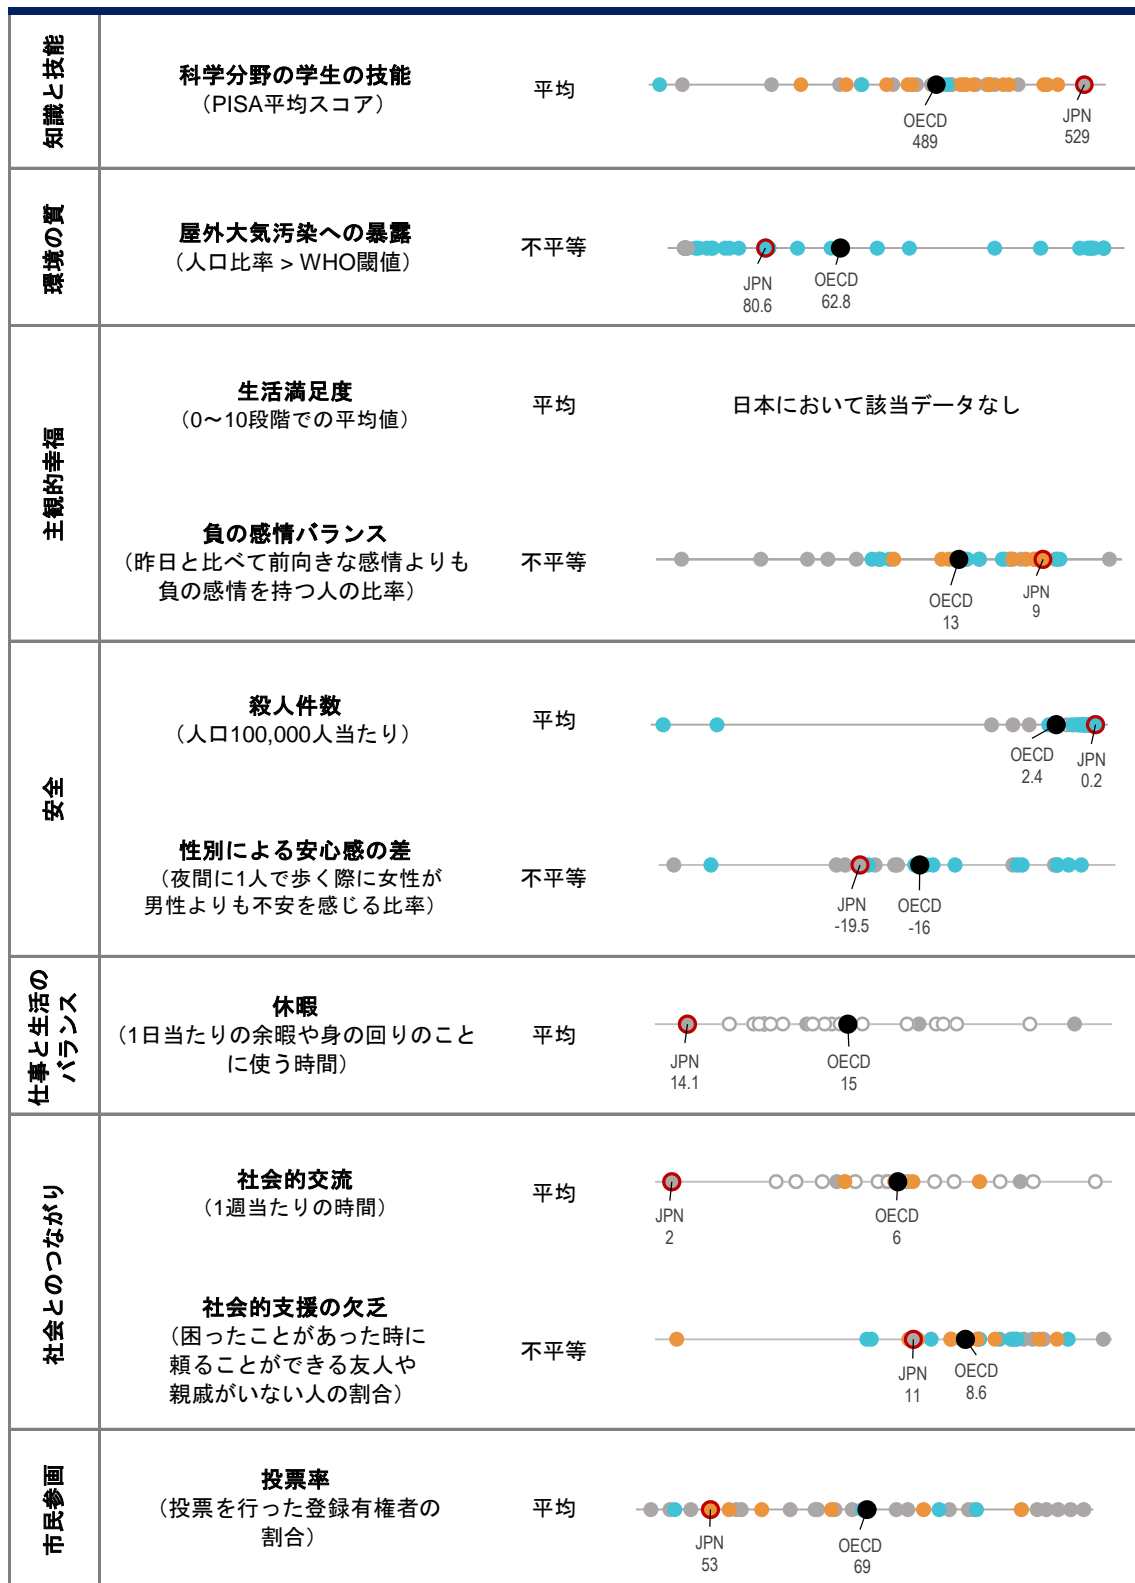 知識と技能
科学分野の学生の技能
（PISA平均スコア）
平均
OECD
489
JPN
529
環境の質
屋外大気汚染への暴露
（人口比率 > WHO閾値）
不平等
JPN
80.6
OECD
62.8
主観的幸福
生活満足度
（0〜10段階での平均値）
平均
日本において該当データなし
負の感情バランス
（昨日と比べて前向きな感情よりも
負の感情を持つ人の比率）
不平等
OECD
13
JPN
9
安全
殺人件数
（人口100,000人当たり）
平均
OECD
2.4
JPN
0.2
性別による安心感の差
（夜間に1人で歩く際に女性が
男性よりも不安を感じる比率）
不平等
JPN
-19.5
OECD
-16
仕事と生活の
バランス
休暇
（1日当たりの余暇や身の回りのこと
に使う時間）
平均
JPN
14.1
OECD
15
社会とのつながり
社会的交流
（1週当たりの時間）
平均
JPN
2
OECD
6
社会的支援の欠乏
（困ったことがあった時に
頼ることができる友人や
親戚がいない人の割合）
不平等
JPN
11
OECD
8.6
市民参画
投票率
（投票を行った登録有権者の
割合）
平均
JPN
53
OECD
69